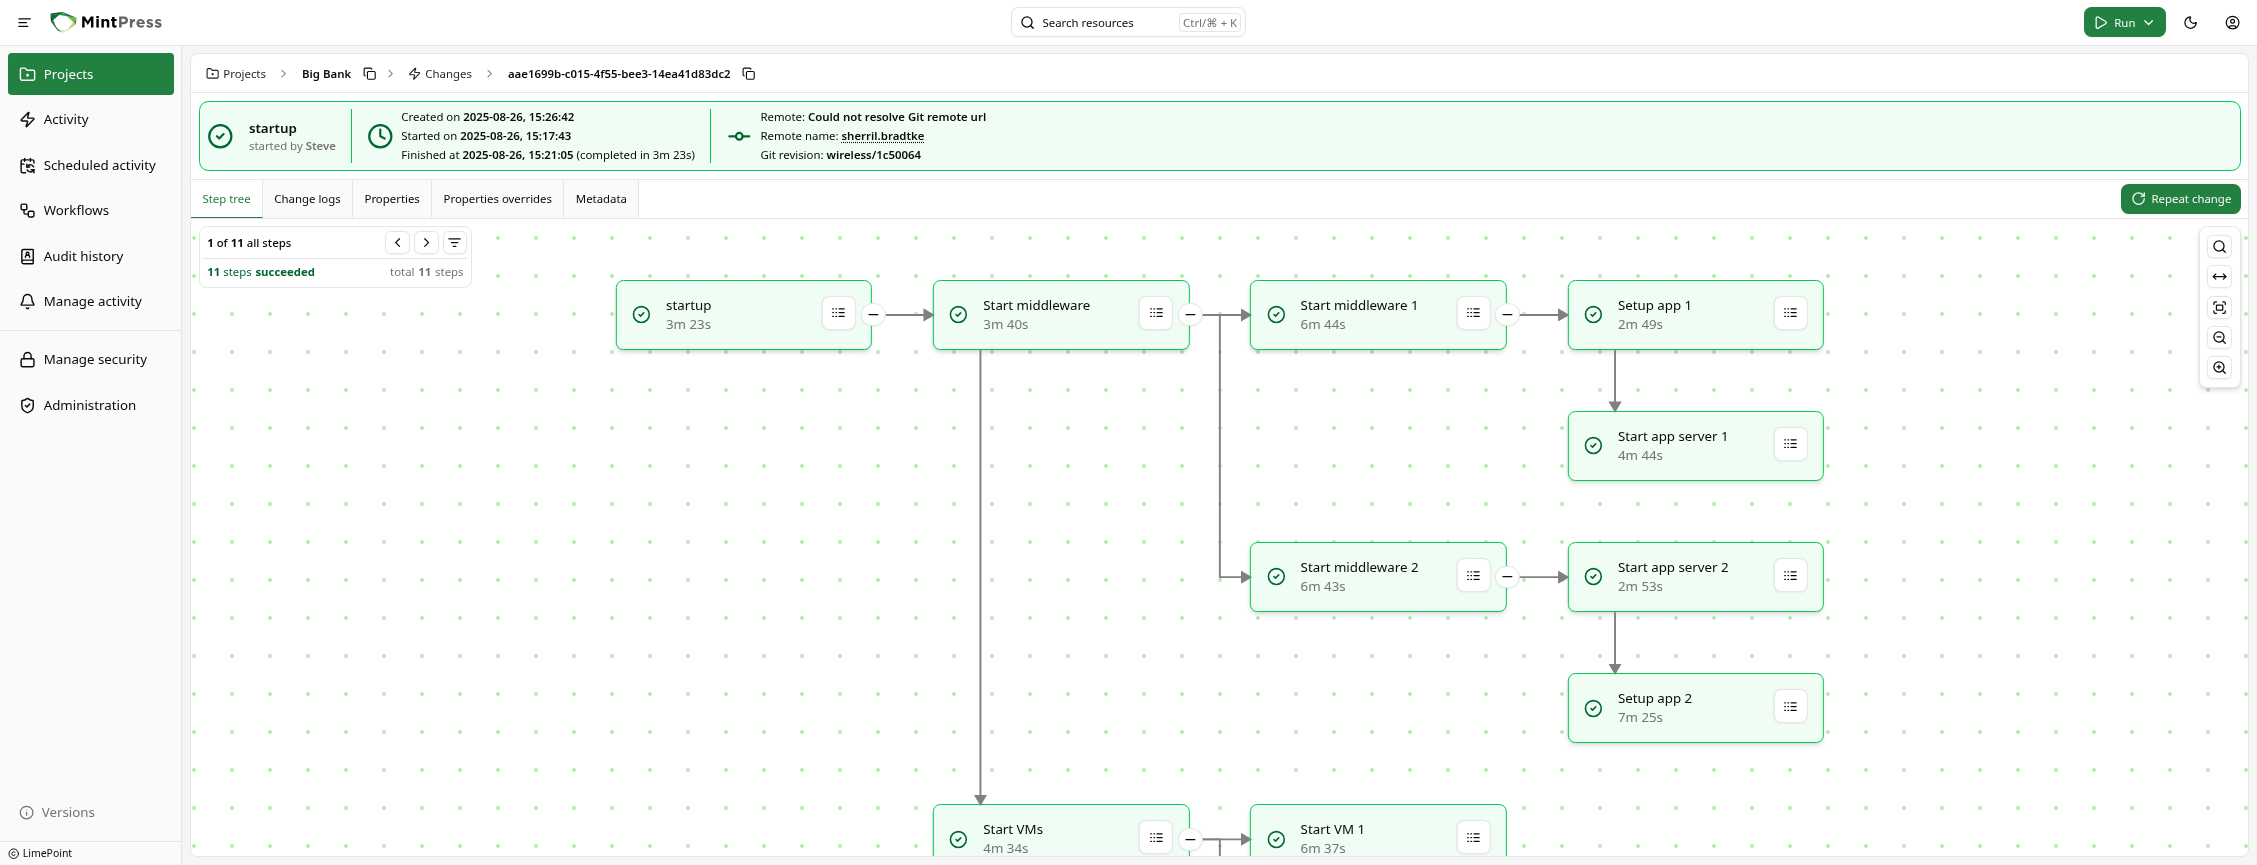 MintPress
Search resources
Ctrl/⌘ + K
Run
Projects
Activity
Scheduled activity
Workflows
Audit history
Manage activity
Manage security
Administration
Versions
LimePoint
Projects
Big Bank
Changes
aae1699b-c015-4f55-bee3-14ea41d83dc2
startup
started by Steve
Created on 2025-08-26, 15:26:42
Started on 2025-08-26, 15:17:43
Finished at 2025-08-26, 15:21:05 (completed in 3m 23s)
Remote: Could not resolve Git remote url
Remote name: sherril.bradtke
Git revision: wireless/1c50064
Step tree
Change logs
Properties
Properties overrides
Metadata
Repeat change
1 of 11 all steps
11 steps succeeded
total 11 steps
startup
3m 23s
Start middleware
3m 40s
Start middleware 1
6m 44s
Setup app 1
2m 49s
Start app server 1
4m 44s
Start middleware 2
6m 43s
Start app server 2
2m 53s
Setup app 2
7m 25s
Start VMs
4m 34s
Start VM 1
6m 37s